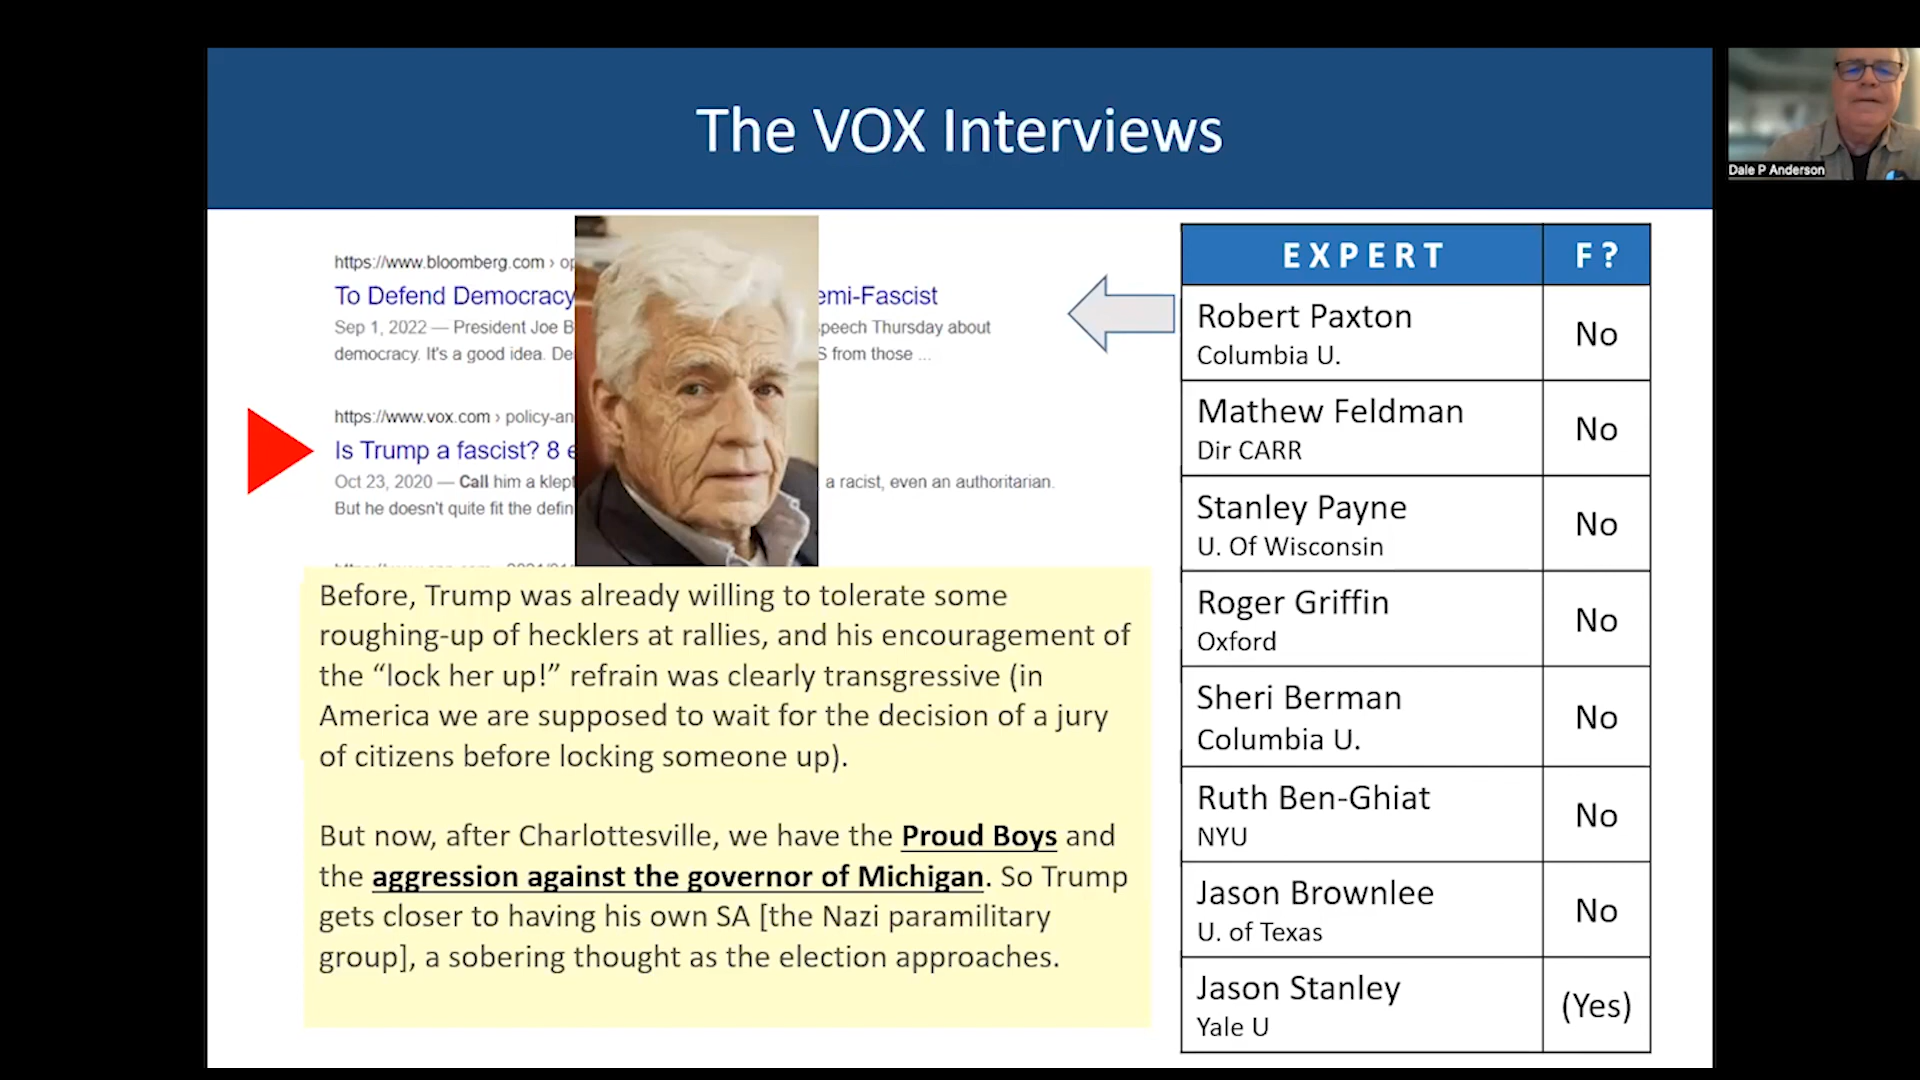 The VOX Interviews
Dale P Anderson
https://www.bloomberg.com › op
To Defend Democracy emi-Fascist
Sep 1, 2022 — President Joe B speech Thursday about
democracy. It's a good idea. De S from those ...
https://www.vox.com › policy-an
Is Trump a fascist? 8 e
Oct 23, 2020 — Call him a klept a racist, even an authoritarian.
But he doesn't quite fit the defin
Before, Trump was already willing to tolerate some
roughing-up of hecklers at rallies, and his encouragement of
the “lock her up!” refrain was clearly transgressive (in
America we are supposed to wait for the decision of a jury
of citizens before locking someone up).
But now, after Charlottesville, we have the Proud Boys and
the aggression against the governor of Michigan. So Trump
gets closer to having his own SA [the Nazi paramilitary
group], a sobering thought as the election approaches.
EXPERT F?
Robert Paxton
Columbia U.
No
Mathew Feldman
Dir CARR
No
Stanley Payne
U. Of Wisconsin
No
Roger Griffin
Oxford
No
Sheri Berman
Columbia U.
No
Ruth Ben-Ghiat
NYU
No
Jason Brownlee
U. of Texas
No
Jason Stanley
Yale U
(Yes)